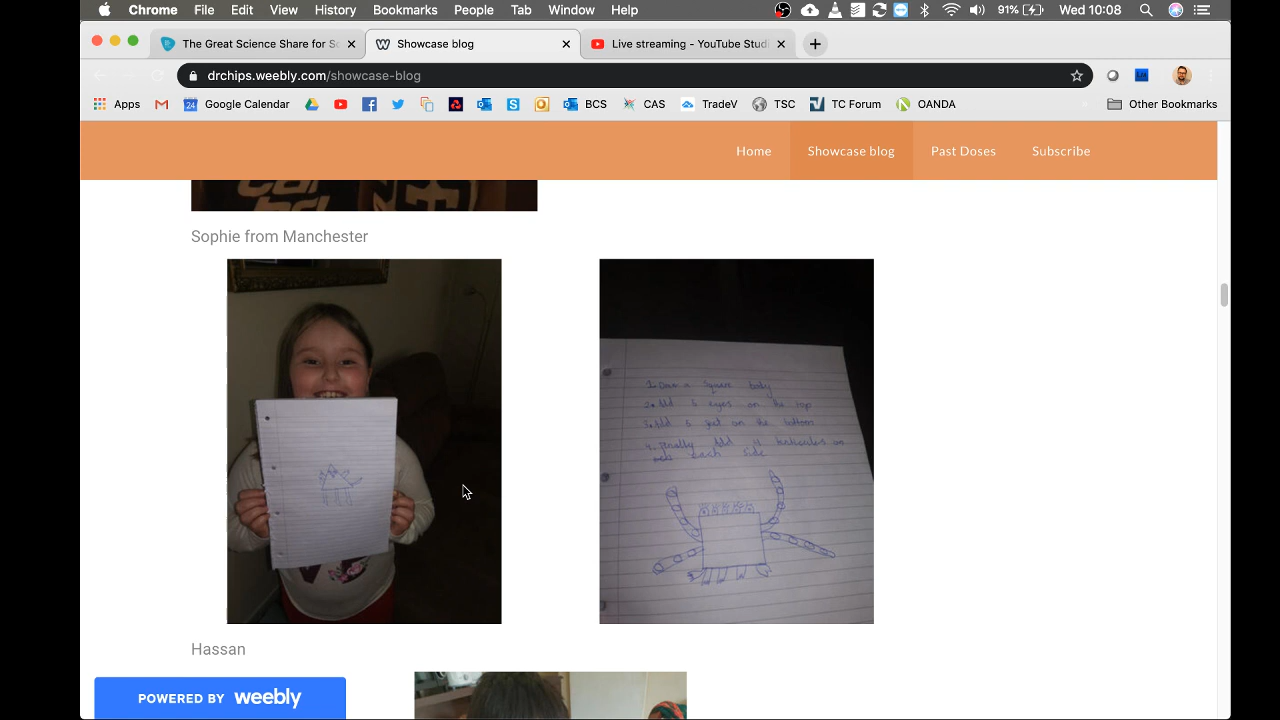 Chrome File Edit View History Bookmarks People Tab Window Help 91% Wed 10:08
The Great Science Share for Sc
Showcase blog
Live streaming - YouTube Studi
drchips.weebly.com/showcase-blog
Apps
24 Google Calendar
BCS
CAS
TradeV
TSC
TC Forum
OANDA
Other Bookmarks
Home Showcase blog Past Doses Subscribe
Sophie from Manchester
1. Draw a square body
2. Add 5 eyes on the top
3. Add 5 feet on the bottom
4. Finally add 4 tenticules on
each side
Hassan
POWERED BY weebly